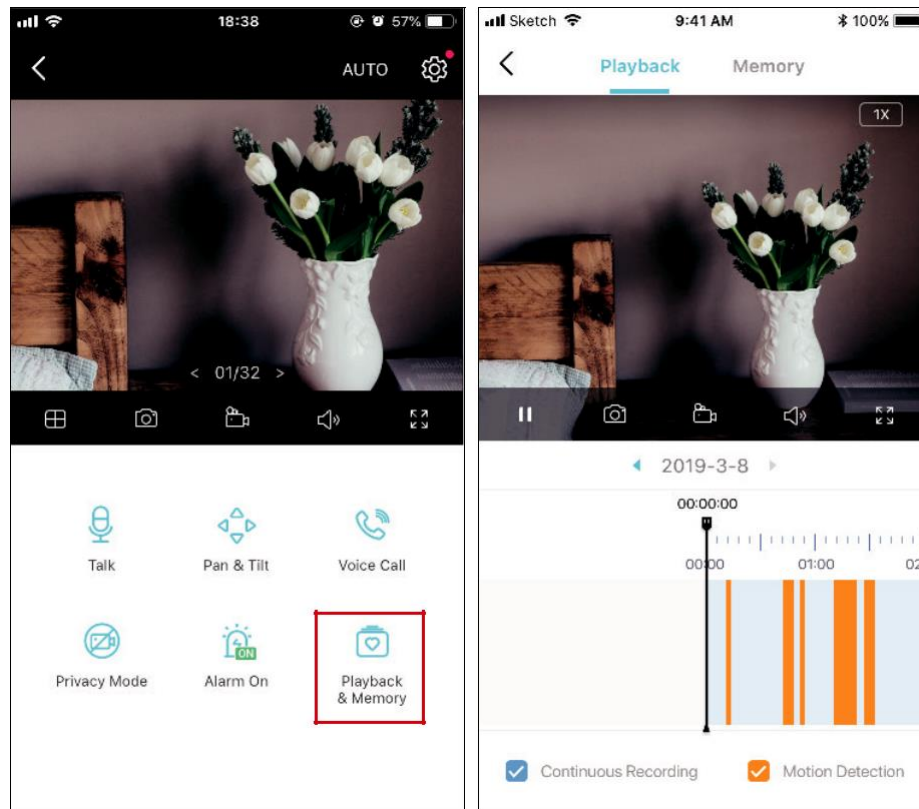 18:38
57%
AUTO
< 01/32 >
Talk
Pan & Tilt
Voice Call
ON
Privacy Mode
Alarm On
Playback
& Memory
Sketch
9:41 AM
100%
Playback
Memory
1X
2019-3-8
00:00:00
00:00
01:00
02
Continuous Recording
Motion Detection